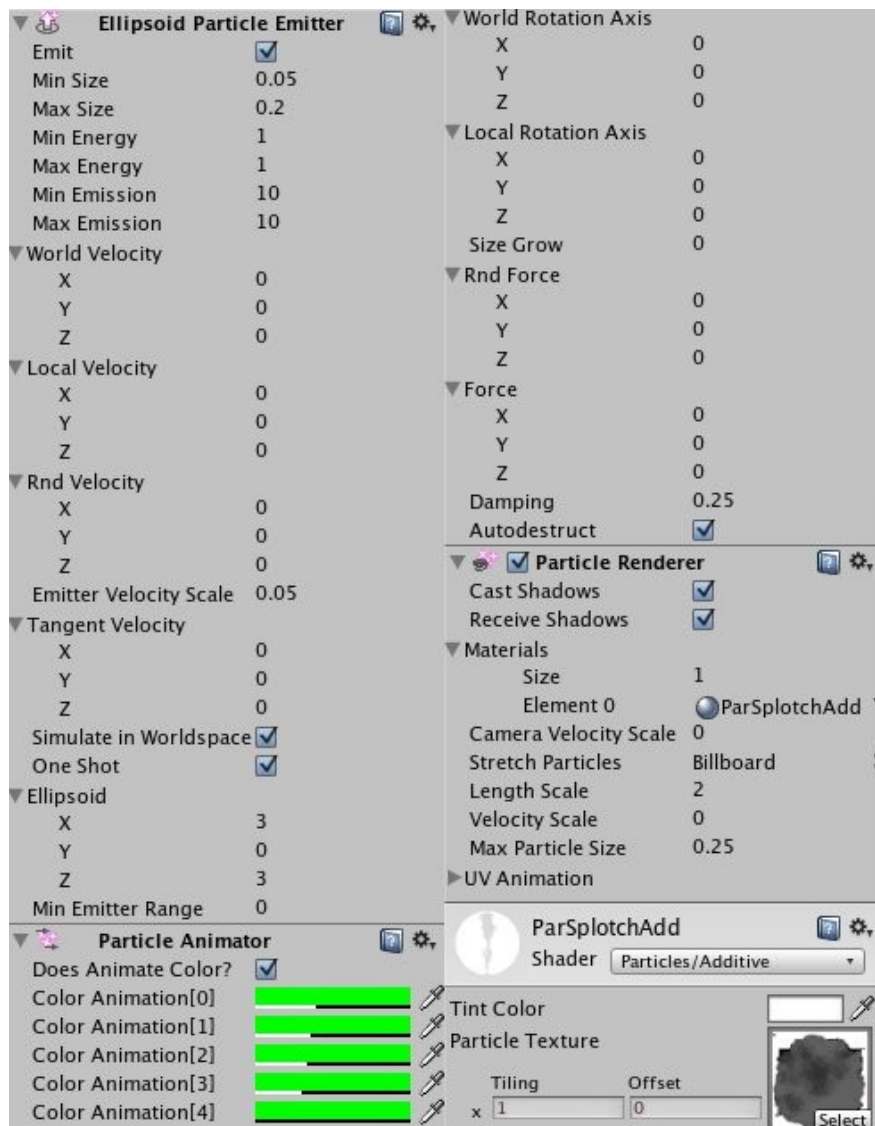 Ellipsoid Particle Emitter
Emit
Min Size 0.05
Max Size 0.2
Min Energy 1
Max Energy 1
Min Emission 10
Max Emission 10
World Velocity
X 0
Y 0
Z 0
Local Velocity
X 0
Y 0
Z 0
Rnd Velocity
X 0
Y 0
Z 0
Emitter Velocity Scale 0.05
Tangent Velocity
X 0
Y 0
Z 0
Simulate in Worldspace
One Shot
Ellipsoid
X 3
Y 0
Z 3
Min Emitter Range 0
Particle Animator
Does Animate Color?
Color Animation[0]
Color Animation[1]
Color Animation[2]
Color Animation[3]
Color Animation[4]
World Rotation Axis
X 0
Y 0
Z 0
Local Rotation Axis
X 0
Y 0
Z 0
Size Grow 0
Rnd Force
X 0
Y 0
Z 0
Force
X 0
Y 0
Z 0
Damping 0.25
Autodestruct
Particle Renderer
Cast Shadows
Receive Shadows
Materials
Size 1
Element 0 ParSplotchAdd
Camera Velocity Scale 0
Stretch Particles Billboard
Length Scale 2
Velocity Scale 0
Max Particle Size 0.25
UV Animation
ParSplotchAdd
Shader Particles/Additive
Tint Color
Particle Texture
Tiling Offset
x 1 0
Select